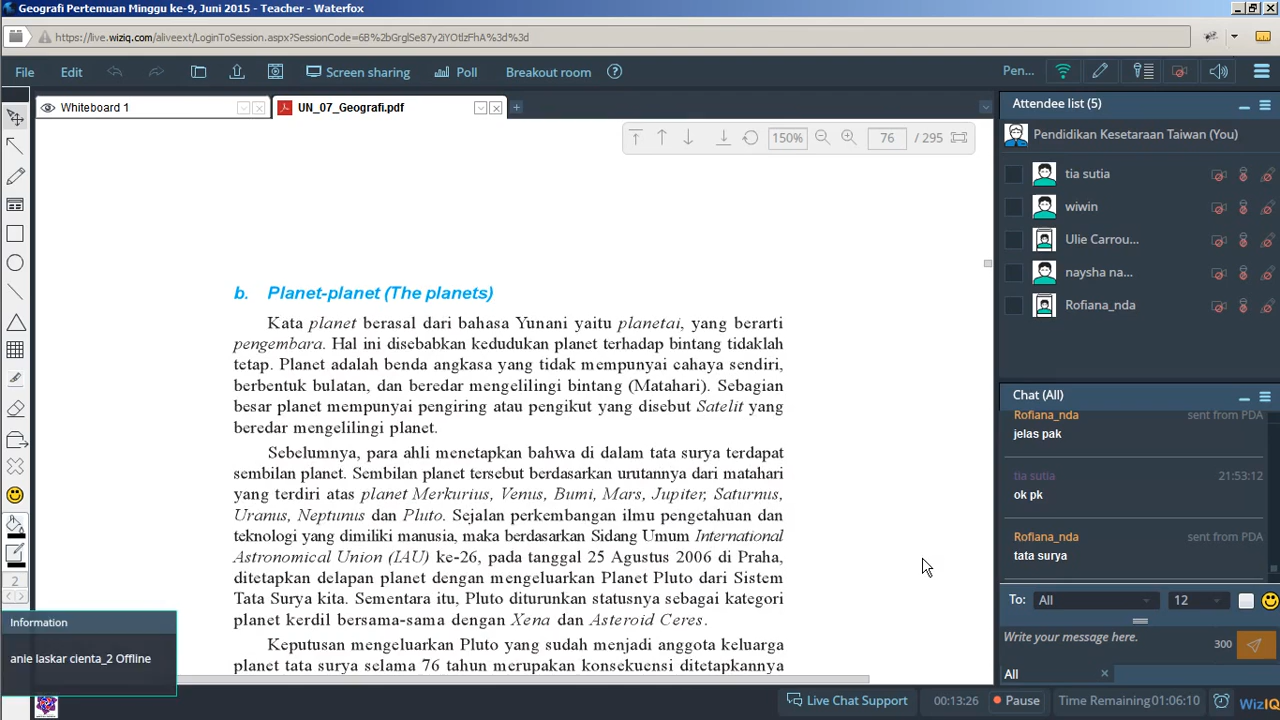 Geografi Pertemuan Minggu ke-9, Juni 2015 - Teacher - Waterfox
https://live.wiziq.com/aliveext/LoginToSession.aspx?SessionCode=6B%2bGrglSe87y2iYOtlzFhA%3d%3d
File Edit Screen sharing Poll Breakout room ? Pen...
Whiteboard 1 UN_07_Geografi.pdf
150% 76 / 295
b. Planet-planet (The planets)
Kata planet berasal dari bahasa Yunani yaitu planetai, yang berarti
pengembara. Hal ini disebabkan kedudukan planet terhadap bintang tidaklah
tetap. Planet adalah benda angkasa yang tidak mempunyai cahaya sendiri,
berbentuk bulatan, dan beredar mengelilingi bintang (Matahari). Sebagian
besar planet mempunyai pengiring atau pengikut yang disebut Satelit yang
beredar mengelilingi planet.
Sebelumnya, para ahli menetapkan bahwa di dalam tata surya terdapat
sembilan planet. Sembilan planet tersebut berdasarkan urutannya dari matahari
yang terdiri atas planet Merkurius, Venus, Bumi, Mars, Jupiter, Saturnus,
Uranus, Neptunus dan Pluto. Sejalan perkembangan ilmu pengetahuan dan
teknologi yang dimiliki manusia, maka berdasarkan Sidang Umum International
Astronomical Union (IAU) ke-26, pada tanggal 25 Agustus 2006 di Praha,
ditetapkan delapan planet dengan mengeluarkan Planet Pluto dari Sistem
Tata Surya kita. Sementara itu, Pluto diturunkan statusnya sebagai kategori
planet kerdil bersama-sama dengan Xena dan Asteroid Ceres.
Keputusan mengeluarkan Pluto yang sudah menjadi anggota keluarga
planet tata surya selama 76 tahun merupakan konsekuensi ditetapkannya
2
Information
anie laskar cienta_2 Offline
Attendee list (5)
Pendidikan Kesetaraan Taiwan (You)
tia sutia
wiwin
Ulie Carrou...
naysha na...
Rofiana_nda
Chat (All)
Rofiana_nda sent from PDA
jelas pak
tia sutia 21:53:12
ok pk
Rofiana_nda sent from PDA
tata surya
To: All 12
Write your message here. 300
All
Live Chat Support 00:13:26 Pause Time Remaining 01:06:10 WizIQ